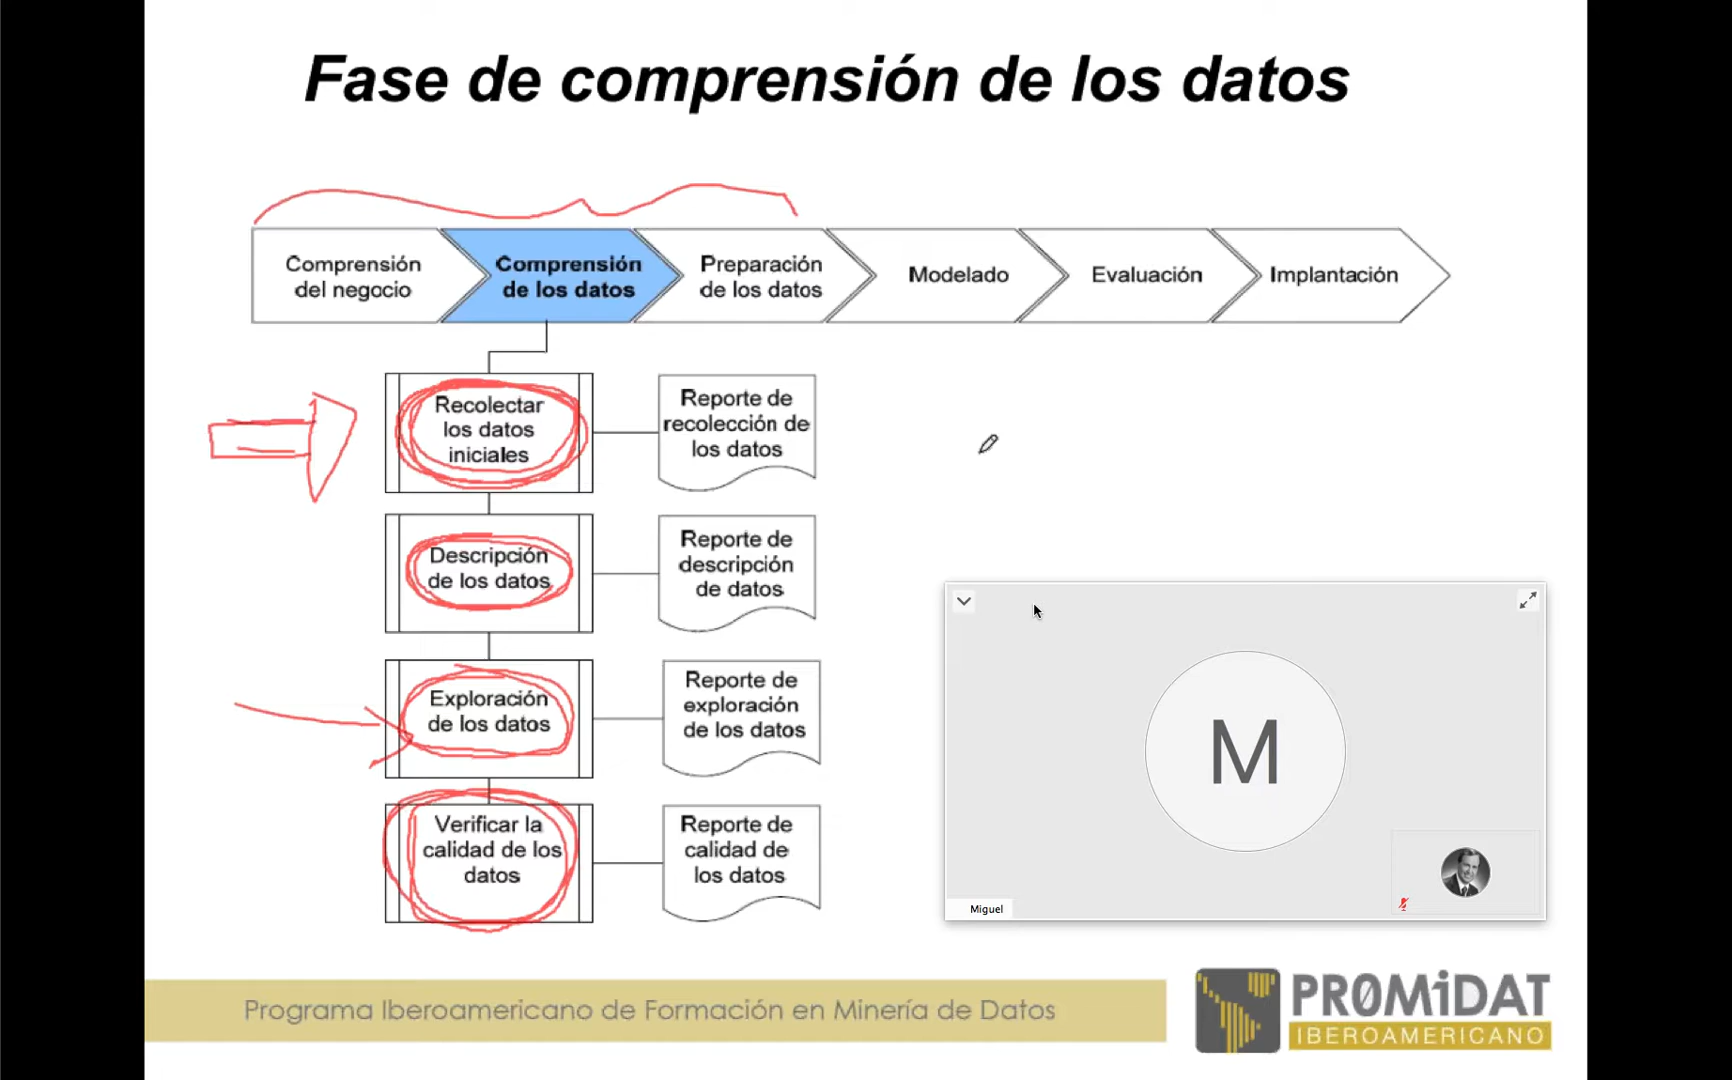 Fase de comprensión de los datos
Comprensión
del negocio
Comprensión
de los datos
Preparación
de los datos
Modelado
Evaluación
Implantación
Recolectar
los datos
iniciales
Reporte de
recolección de
los datos
Descripción
de los datos
Reporte de
descripción
de datos
Exploración
de los datos
Reporte de
exploración
de los datos
Verificar la
calidad de los
datos
Reporte de
calidad de
los datos
M
Miguel
Programa Iberoamericano de Formación en Minería de Datos
PR0MiDAT
IBEROAMERICANO